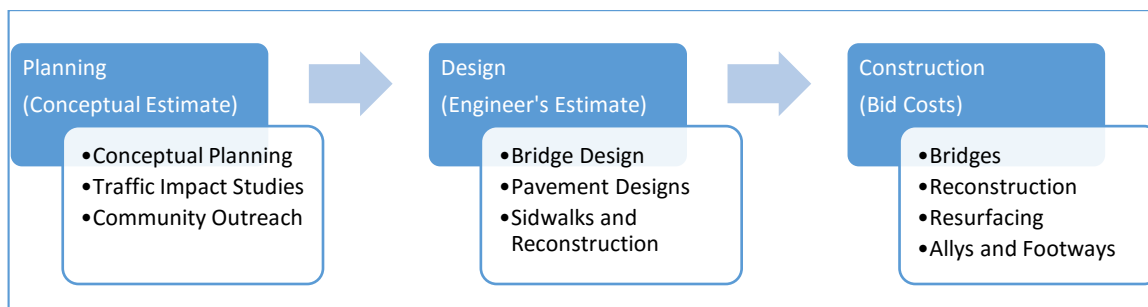 Planning
(Conceptual Estimate)
•Conceptual Planning
•Traffic Impact Studies
•Community Outreach
Design
(Engineer's Estimate)
•Bridge Design
•Pavement Designs
•Sidwalks and
Reconstruction
Construction
(Bid Costs)
•Bridges
•Reconstruction
•Resurfacing
•Allys and Footways